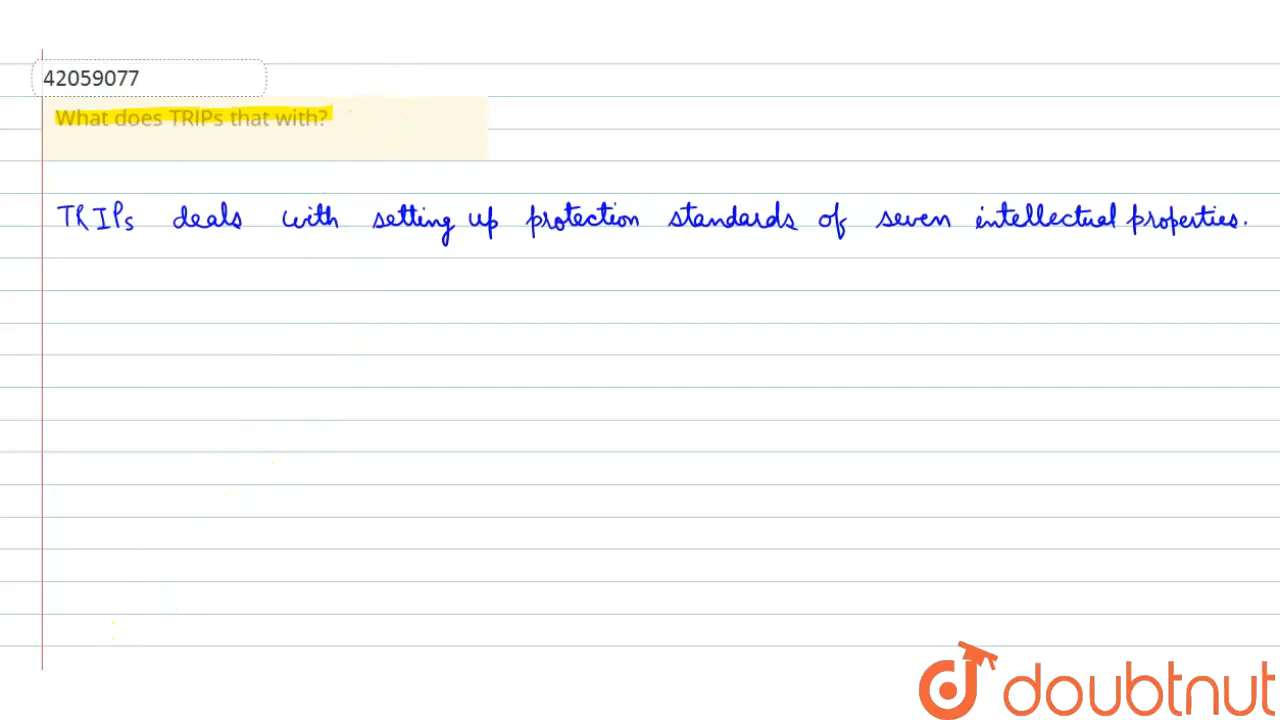 42059077
What does TRIPs that with?
TRIPs deals with setting up protection standards of seven intellectual properties.
doubtnut